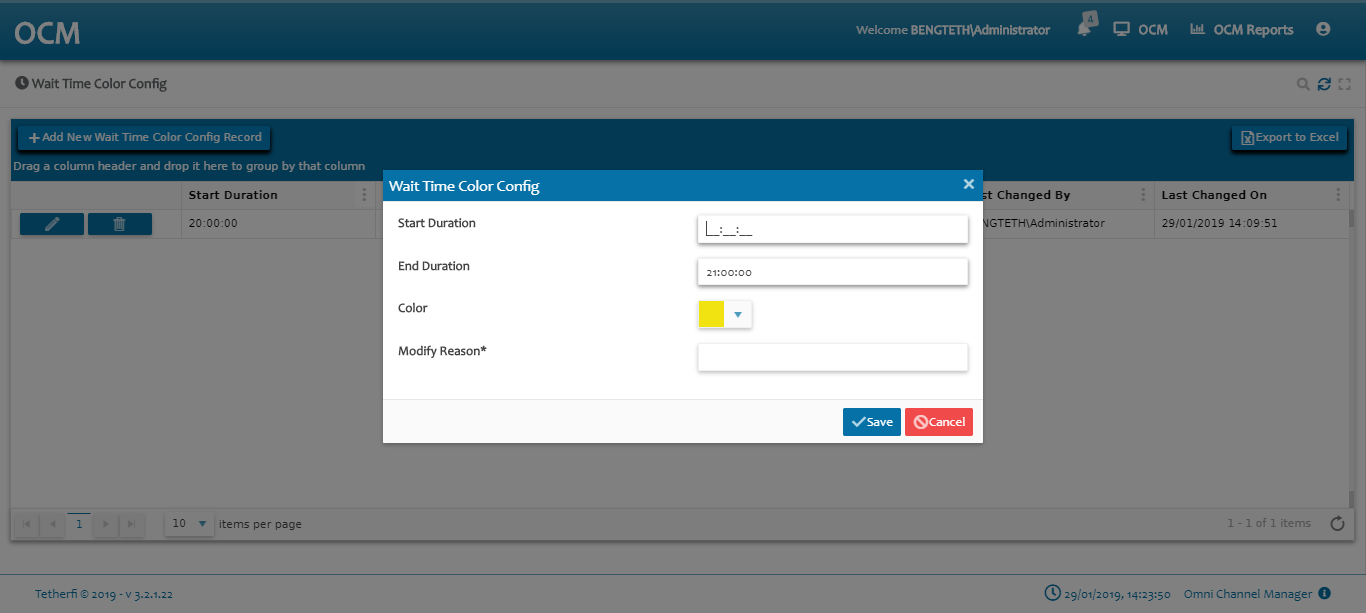 OCM
Welcome BENGTETH\Administrator
4
OCM
OCM Reports
Wait Time Color Config
Add New Wait Time Color Config Record
Export to Excel
Drag a column header and drop it here to group by that column
Start Duration
st Changed By
Last Changed On
20:00:00
NGTETH\Administrator
29/01/2019 14:09:51
Wait Time Color Config
Start Duration
__:__:__
End Duration
21:00:00
Color
Modify Reason*
Save
Cancel
1
10
items per page
1 - 1 of 1 items
Tetherfi © 2019 - v 3.2.1.22
29/01/2019, 14:23:50
Omni Channel Manager